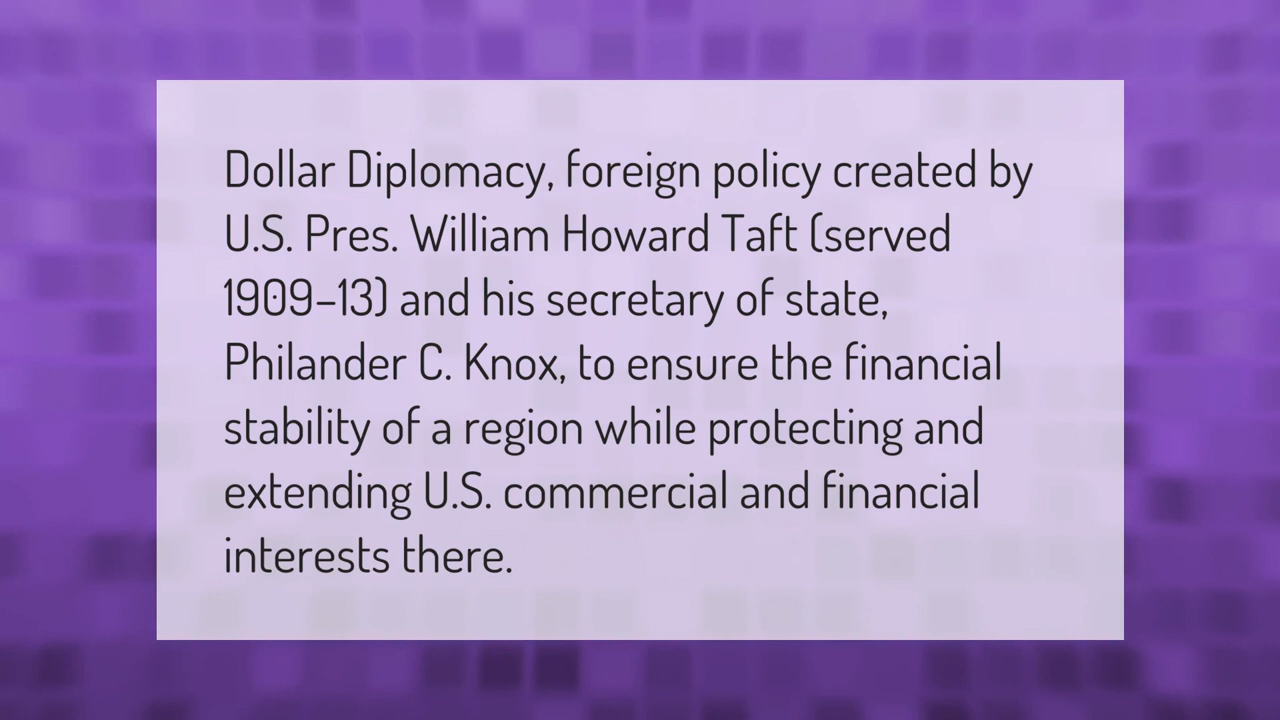 Dollar Diplomacy, foreign policy created by
U.S. Pres. William Howard Taft (served
1909–13) and his secretary of state,
Philander C. Knox, to ensure the financial
stability of a region while protecting and
extending U.S. commercial and financial
interests there.